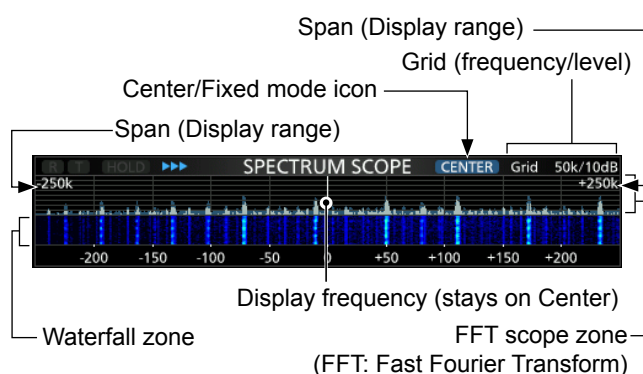 Span (Display range)
Grid (frequency/level)
Center/Fixed mode icon
Span (Display range)
R T HOLD SPECTRUM SCOPE CENTER Grid 50k/10dB
-250k +250k
-200 -150 -100 -50 0 +50 +100 +150 +200
Display frequency (stays on Center)
Waterfall zone
FFT scope zone
(FFT: Fast Fourier Transform)